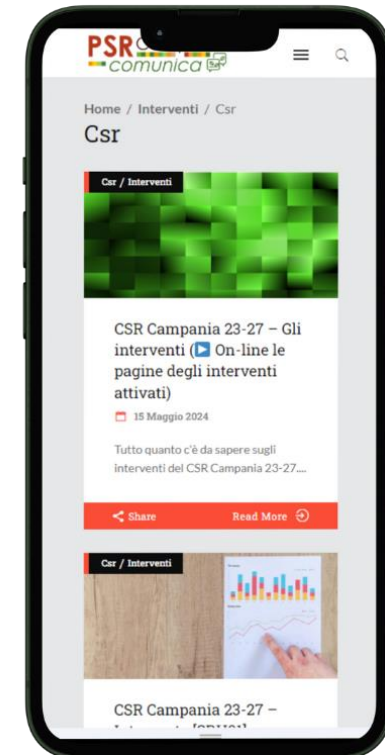 PSR
comunica
Home / Interventi / Csr
Csr
Csr / Interventi
CSR Campania 23-27 – Gli
interventi (▶ On-line le
pagine degli interventi
attivati)
15 Maggio 2024
Tutto quanto c'è da sapere sugli
interventi del CSR Campania 23-27....
Share Read More
Csr / Interventi
CSR Campania 23-27 –